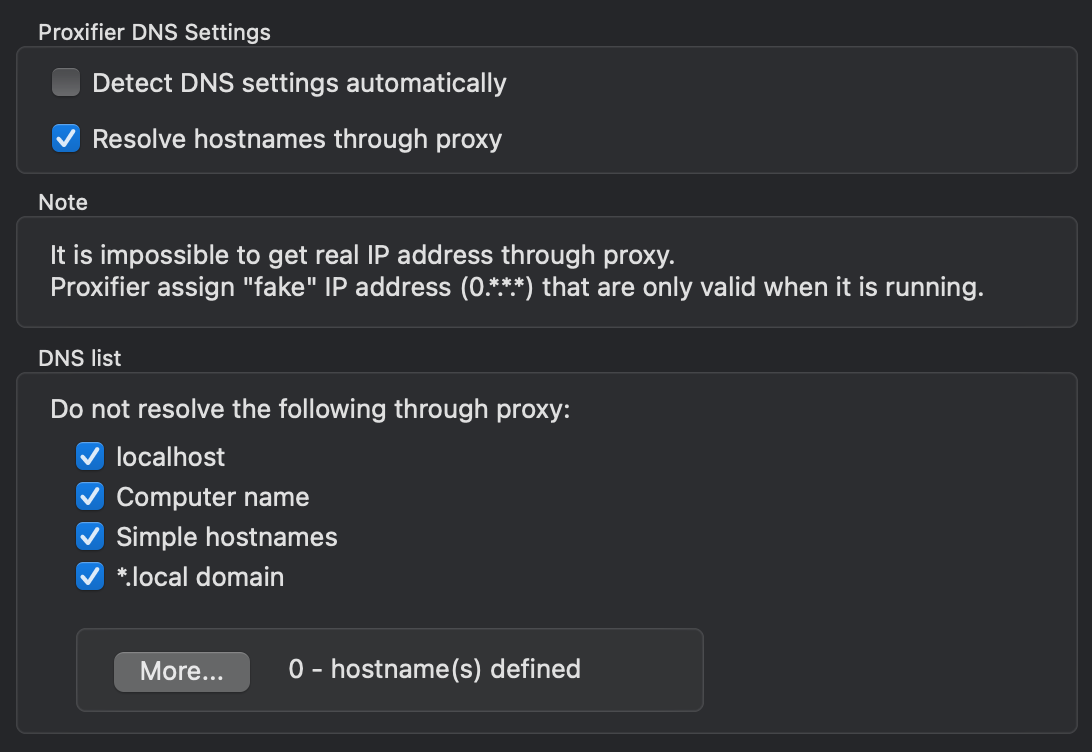 Proxifier DNS Settings
Detect DNS settings automatically
Resolve hostnames through proxy
Note
It is impossible to get real IP address through proxy.
Proxifier assign "fake" IP address (0.*.*.*) that are only valid when it is running.
DNS list
Do not resolve the following through proxy:
localhost
Computer name
Simple hostnames
*.local domain
More...
0 - hostname(s) defined